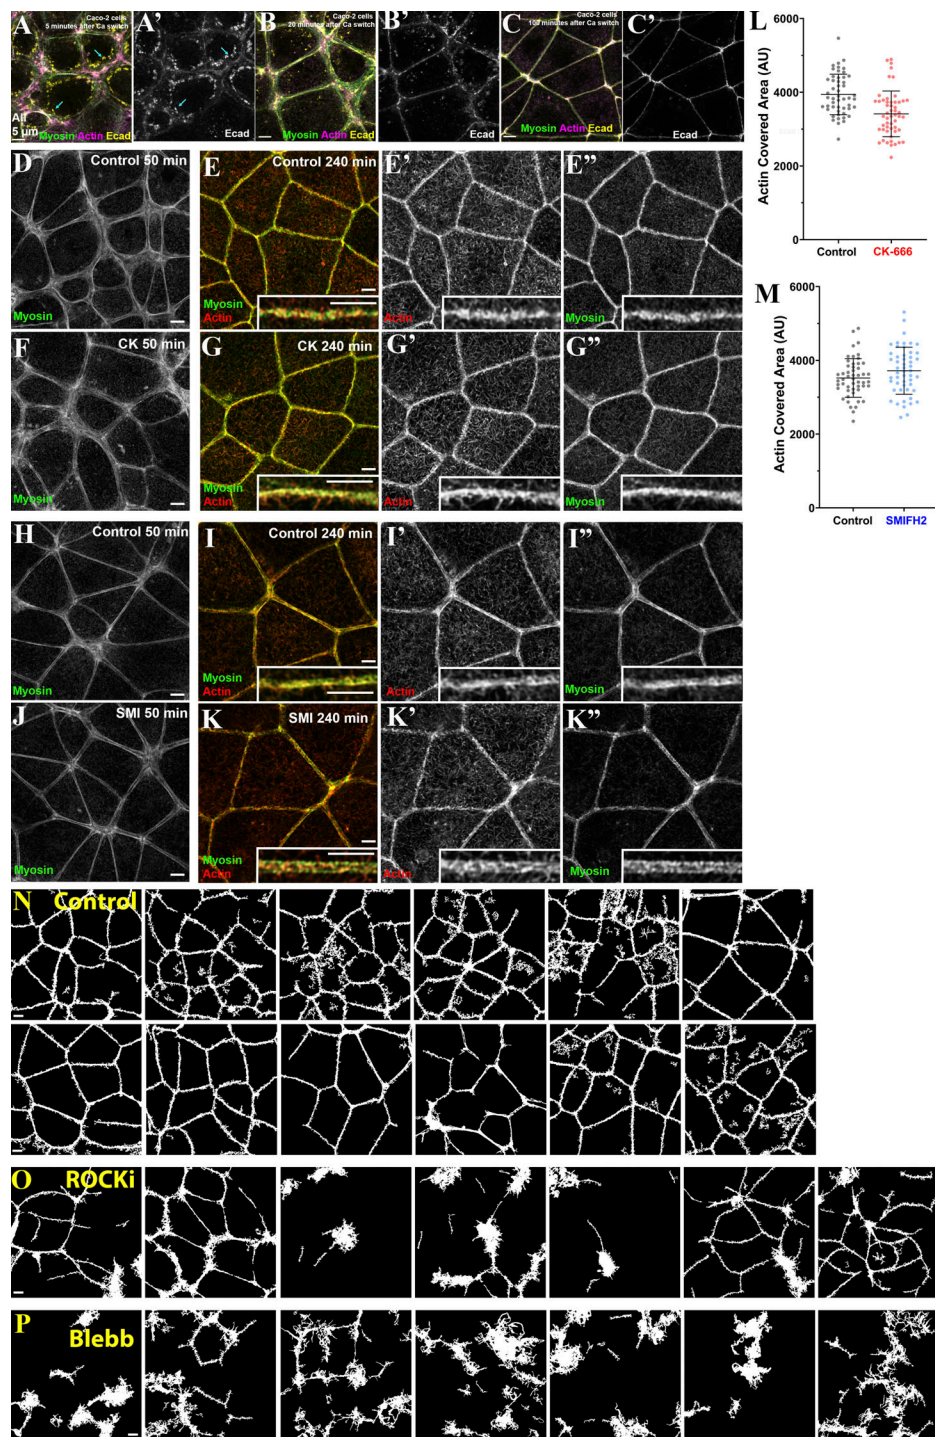 A
Caco-2 cells
5 minutes after Ca switch
All
5 μm
Myosin Actin Ecad
A'
Ecad
B
Caco-2 cells
20 minutes after Ca switch
Myosin Actin Ecad
B'
Ecad
C
Caco-2 cells
100 minutes after Ca switch
Myosin Actin Ecad
C'
Ecad
L
Actin Covered Area (AU)
6000
4000
2000
0
Control
CK-666
D
Control 50 min
Myosin
E
Control 240 min
Myosin
Actin
E'
Actin
E"
Myosin
M
Actin Covered Area (AU)
6000
4000
2000
0
Control
SMIFH2
F
CK 50 min
Myosin
G
CK 240 min
Myosin
Actin
G'
Actin
G"
Myosin
H
Control 50 min
Myosin
I
Control 240 min
Myosin
Actin
I'
Actin
I"
Myosin
J
SMI 50 min
Myosin
K
SMI 240 min
Myosin
Actin
K'
Actin
K"
Myosin
N
Control
O
ROCKi
P
Blebb